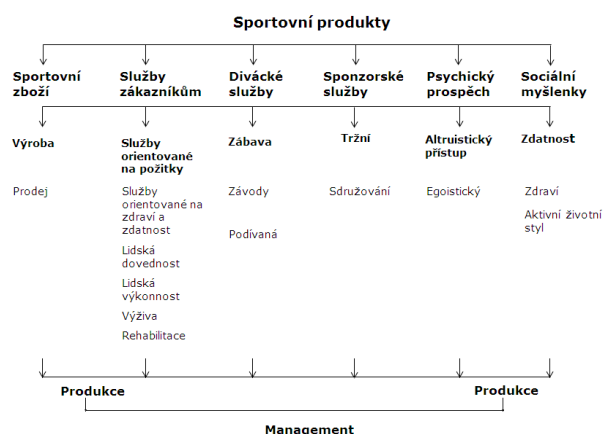 Sportovní produkty
Sportovní
zboží
Služby
zákazníkům
Divácké
služby
Sponzorské
služby
Psychický
prospěch
Sociální
myšlenky
Výroba
Služby
orientované
na požitky
Zábava
Tržní
Altruistický
přístup
Zdatnost
Prodej
Služby
orientované na
zdraví a
zdatnost
Lidská
dovednost
Lidská
výkonnost
Výživa
Rehabilitace
Závody
Podívaná
Sdružování
Egoistický
Zdraví
Aktivní životní
styl
Produkce
Produkce
Management